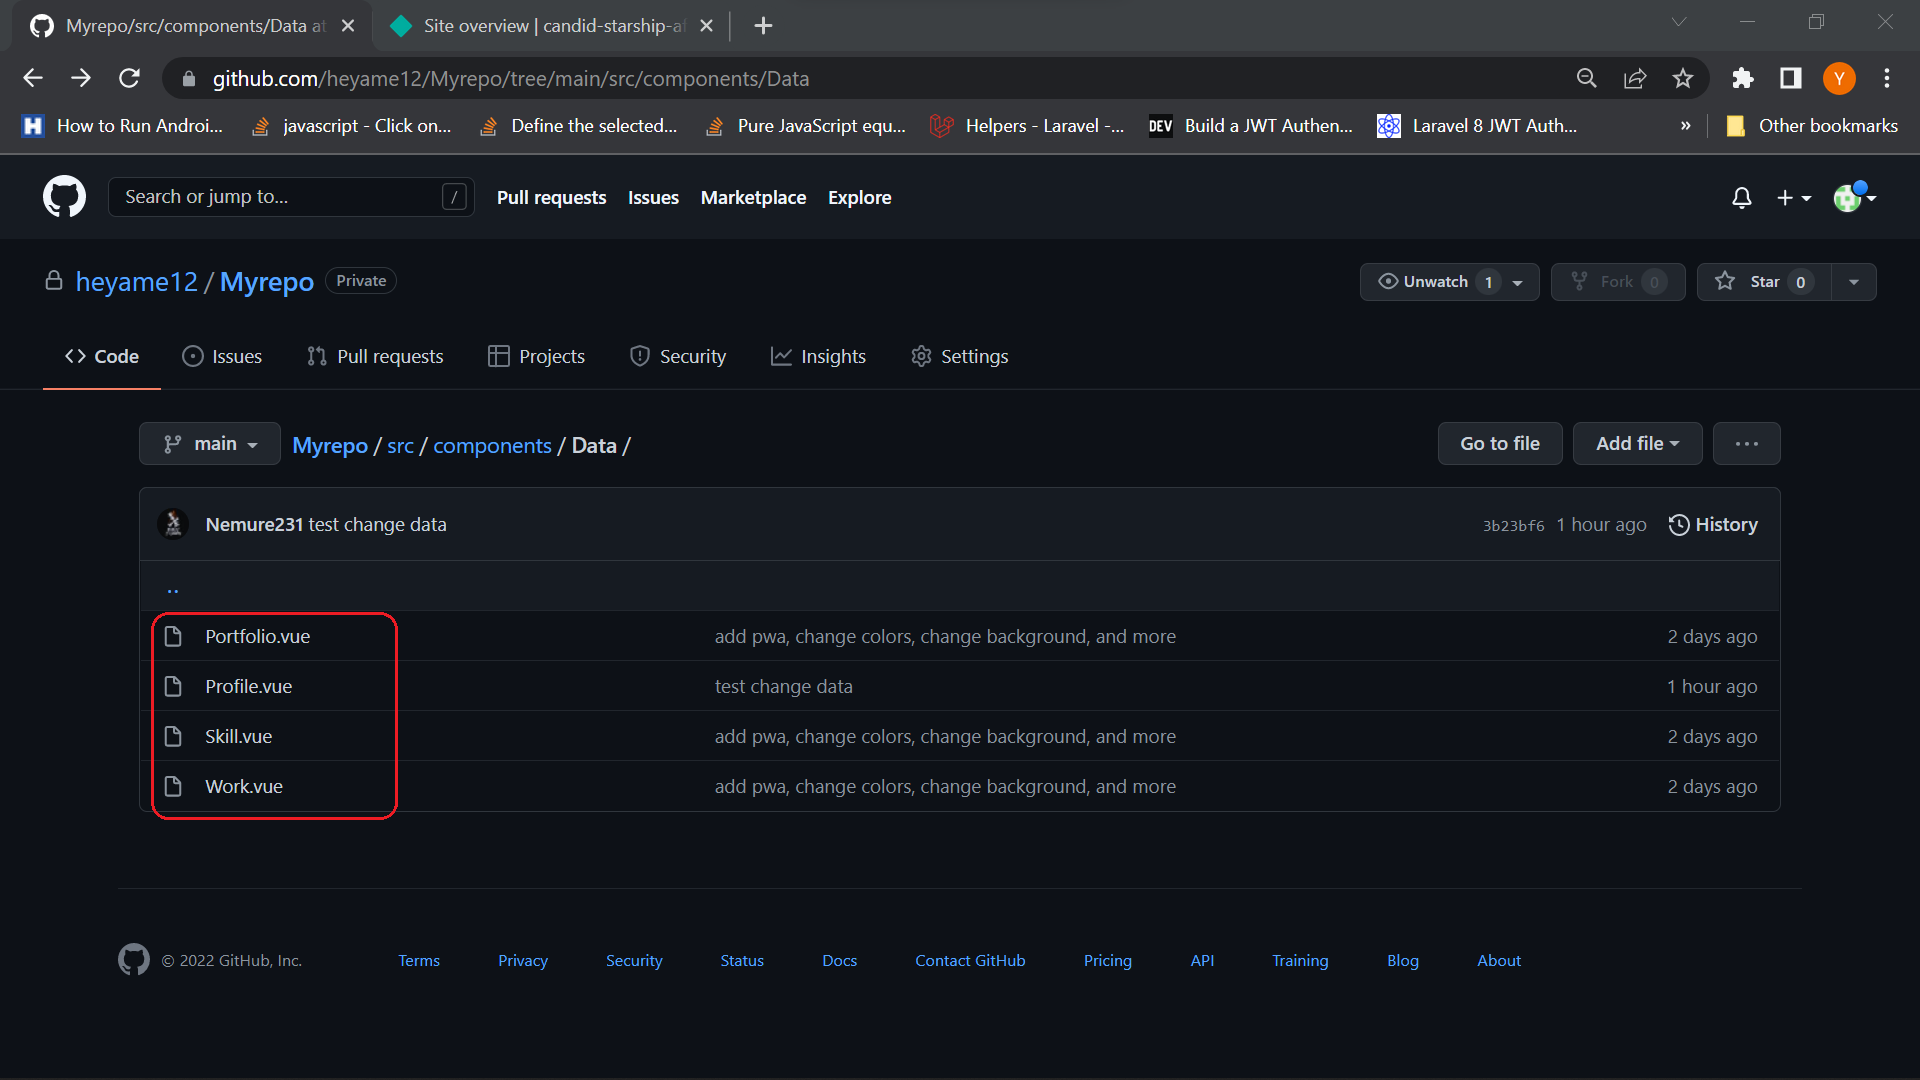 Myrepo/src/components/Data at
Site overview | candid-starship-a
github.com/heyame12/Myrepo/tree/main/src/components/Data
Y
How to Run Androi...
javascript - Click on...
Define the selected...
Pure JavaScript equ...
Helpers - Laravel -...
DEV
Build a JWT Authen...
Laravel 8 JWT Auth...
»
Other bookmarks
Search or jump to...
/
Pull requests
Issues
Marketplace
Explore
heyame12 / Myrepo
Private
Unwatch 1
Fork 0
Star 0
Code
Issues
Pull requests
Projects
Security
Insights
Settings
main
Myrepo / src / components / Data /
Go to file
Add file
...
Nemure231 test change data
3b23bf6 1 hour ago
History
..
Portfolio.vue add pwa, change colors, change background, and more 2 days ago
Profile.vue test change data 1 hour ago
Skill.vue add pwa, change colors, change background, and more 2 days ago
Work.vue add pwa, change colors, change background, and more 2 days ago
© 2022 GitHub, Inc.
Terms
Privacy
Security
Status
Docs
Contact GitHub
Pricing
API
Training
Blog
About